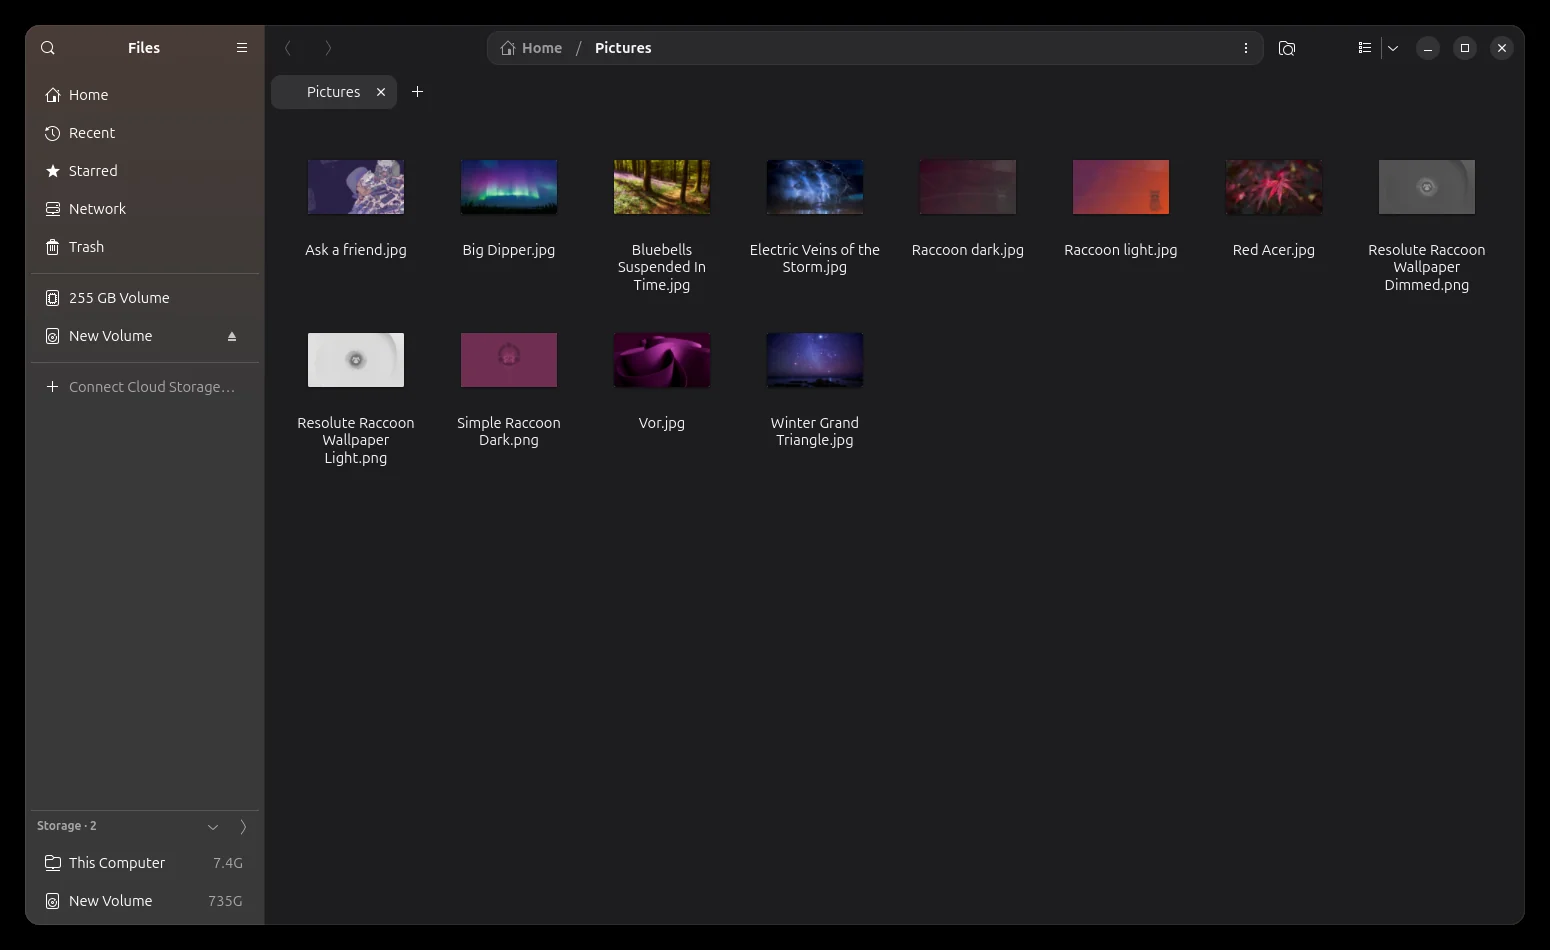 Files
Home / Pictures
Home
Recent
Starred
Network
Trash
255 GB Volume
New Volume
Connect Cloud Storage…
Storage · 2
This Computer 7.4G
New Volume 735G
Pictures
Ask a friend.jpg
Big Dipper.jpg
Bluebells
Suspended In
Time.jpg
Electric Veins of the
Storm.jpg
Raccoon dark.jpg
Raccoon light.jpg
Red Acer.jpg
Resolute Raccoon
Wallpaper
Dimmed.png
Resolute Raccoon
Wallpaper
Light.png
Simple Raccoon
Dark.png
Vor.jpg
Winter Grand
Triangle.jpg